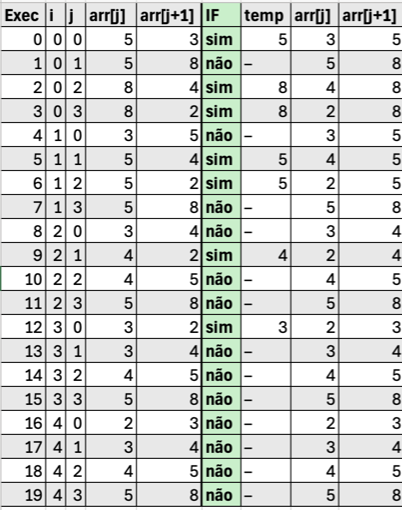 Exec i j arr[j] arr[j+1] IF temp arr[j] arr[j+1]
0 0 0 5 3 sim 5 3 5
1 0 1 5 8 não – 5 8
2 0 2 8 4 sim 8 4 8
3 0 3 8 2 sim 8 2 8
4 1 0 3 5 não – 3 5
5 1 1 5 4 sim 5 4 5
6 1 2 5 2 sim 5 2 5
7 1 3 5 8 não – 5 8
8 2 0 3 4 não – 3 4
9 2 1 4 2 sim 4 2 4
10 2 2 4 5 não – 4 5
11 2 3 5 8 não – 5 8
12 3 0 3 2 sim 3 2 3
13 3 1 3 4 não – 3 4
14 3 2 4 5 não – 4 5
15 3 3 5 8 não – 5 8
16 4 0 2 3 não – 2 3
17 4 1 3 4 não – 3 4
18 4 2 4 5 não – 4 5
19 4 3 5 8 não – 5 8